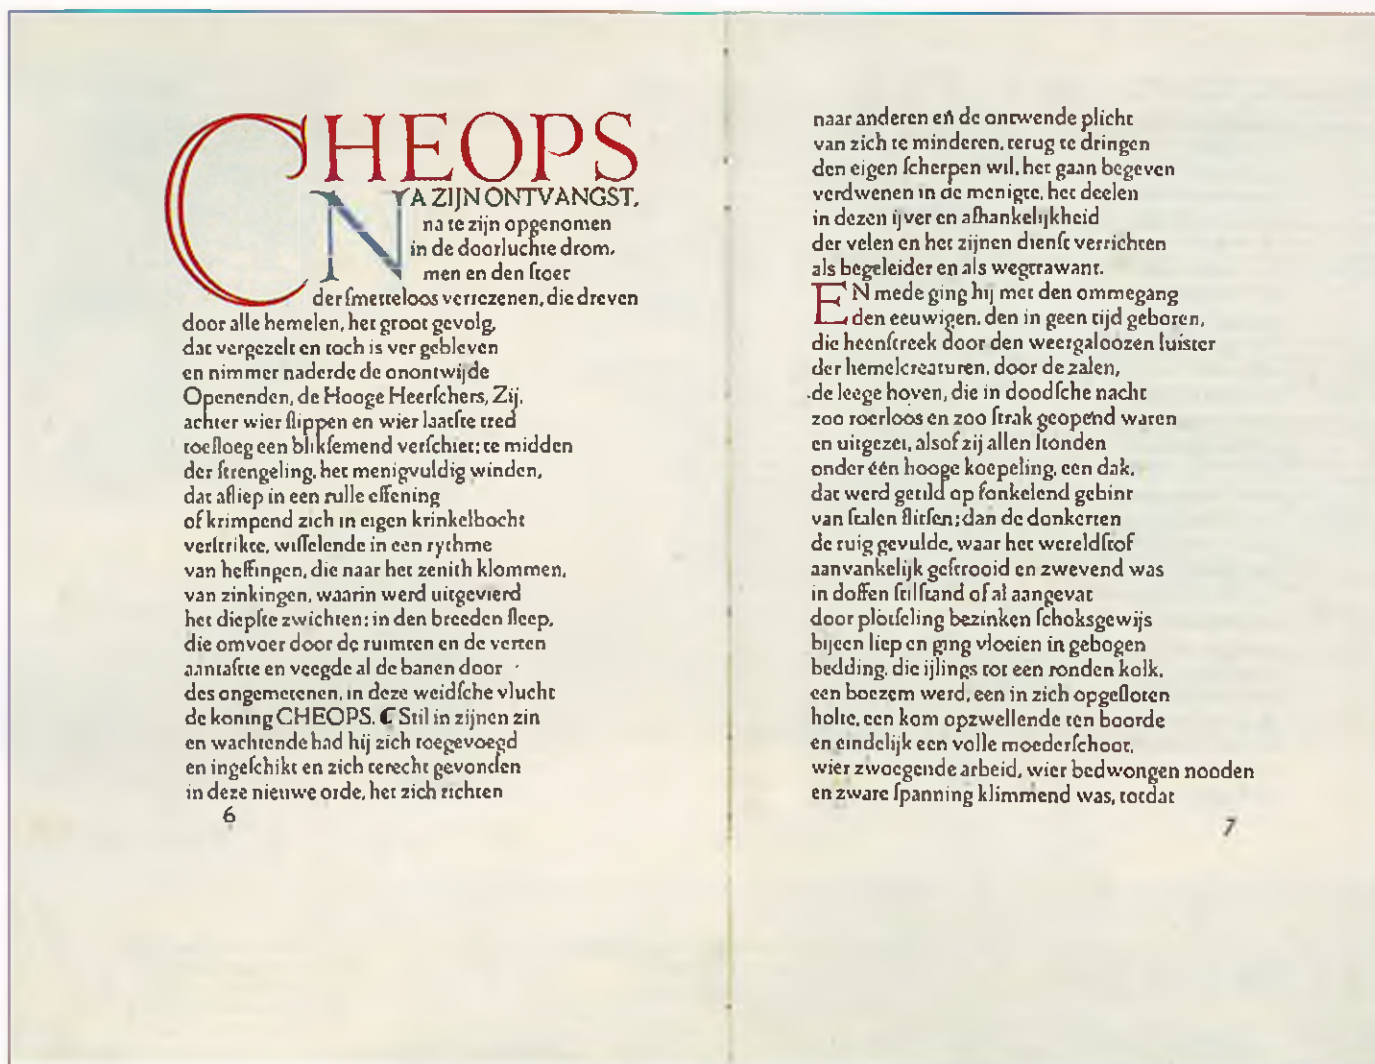 CHEOPS
NA ZIJN ONTVANGST,
na te zijn opgenomen
in de doorluchte drom,
men en den ſtoet
der ſmetteloos verrezenen, die dreven
door alle hemelen, het groot gevolg,
dat vergezelt en toch is ver gebleven
en nimmer naderde de onontwijde
Openenden, de Hooge Heerſchers, Zij,
achter wier ſlippen en wier laatſte tred
toeſloeg een blikſemend verſchiet; te midden
der ſtrengeling, het menigvuldig winden,
dat afliep in een rulle effening
of krimpend zich in eigen krinkelbocht
verſtrikte, wiſſelende in een rythme
van heffingen, die naar het zenith klommen,
van zinkingen, waarin werd uitgevierd
het diepſte zwichten; in den breeden ſleep,
die omvoer door de ruimten en de verten
aantaſtte en veegde al de banen door
des ongemetenen, in deze weidſche vlucht
de koning CHEOPS. ⸿ Stil in zijnen zin
en wachtende had hij zich toegevoegd
en ingeſchikt en zich terecht gevonden
in deze nieuwe orde, het zich richten
6
naar anderen en̄ de ontwende plicht
van zich te minderen, terug te dringen
den eigen ſcherpen wil, het gaan begeven
verdwenen in de menigte, het deelen
in dezen ijver en afhankelijkheid
der velen en het zijnen dienſt verrichten
als begeleider en als wegtrawant.
EN mede ging hij met den ommegang
den eeuwigen, den in geen tijd geboren,
die heenſtreek door den weergaloozen luister
der hemelcreaturen, door de zalen,
de leege hoven, die in doodſche nacht
zoo roerloos en zoo ſtrak geopend waren
en uitgezet, alsof zij allen ſtonden
onder één hooge koepeling, een dak,
dat werd getild op fonkelend gebint
van ſtalen flitſen; dan de donkerten
de ruig gevulde, waar het wereldſtof
aanvankelijk geſtrooid en zwevend was
in doffen ſtilſtand of al aangevat
door plotſeling bezinken ſchoksgewijs
bijeen liep en ging vloeien in gebogen
bedding, die ijlings tot een ronden kolk,
een boezem werd, een in zich opgeſloten
holte, een kom opzwellende ten boorde
en eindelijk een volle moederſchoot,
wier zwoegende arbeid, wier bedwongen nooden
en zware ſpanning klimmend was, totdat
7